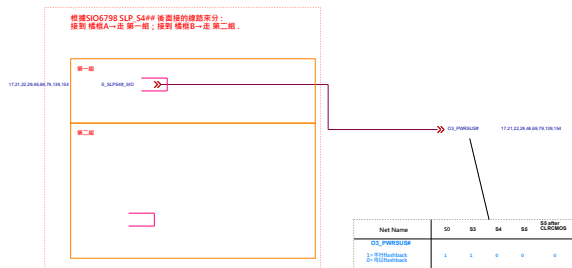 根據SIO6798 SLP_S4## 後面接的線路來分 :
接到 橘框A→走 第一組 ; 接到 橘框B→走 第二組 .
第一組
17,21,22,29,46,69,79,139,154 S_SLPS4#_SIO
O3_PWRSUS# 17,21,22,29,46,69,79,139,154
第二組
Net Name S0 S3 S4 S5 S5 after CLRCMOS
O3_PWRSUS#
1= 不行flashback
0= 可以flashback
1 1 0 0 0